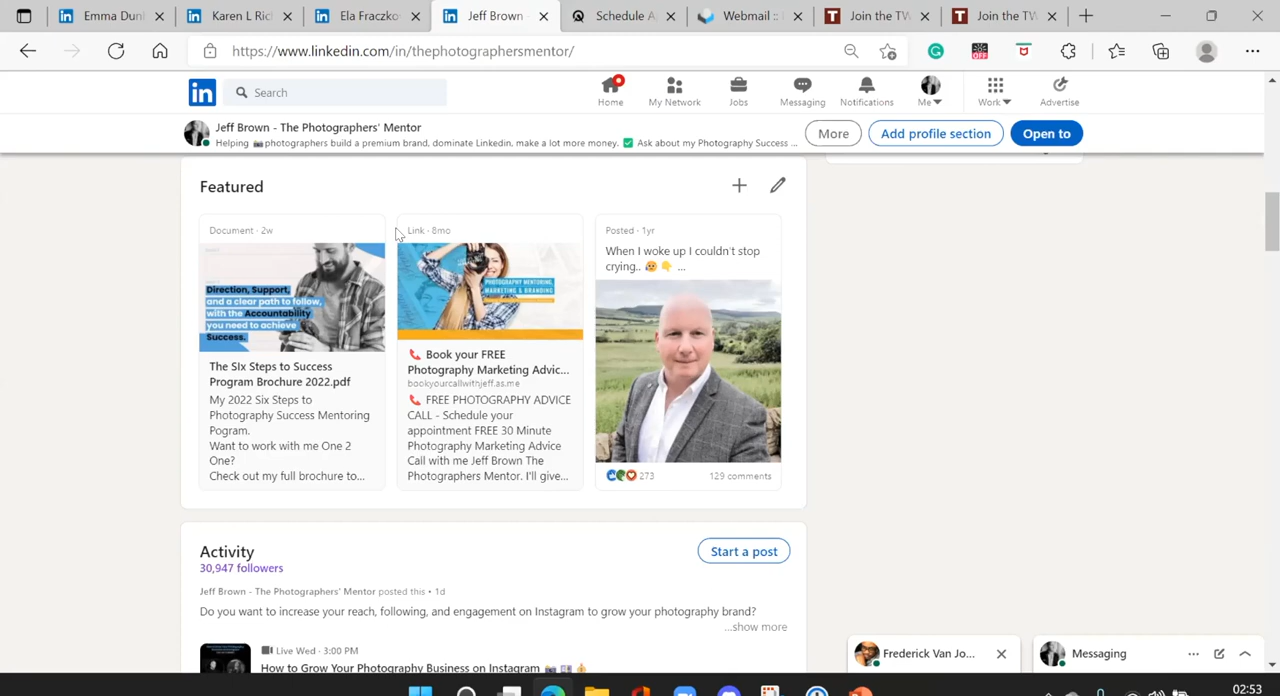 Emma Dun
Karen L Ric
Ela Fraczko
Jeff Brown
Schedule A
Webmail ::
Join the TW
Join the TW
https://www.linkedin.com/in/thephotographersmentor/
OFF
in
Search
Home
My Network
Jobs
Messaging
Notifications
Me
Work
Advertise
Jeff Brown - The Photographers' Mentor
Helping 📷photographers build a premium brand, dominate Linkedin, make a lot more money. ✅ Ask about my Photography Success ...
More
Add profile section
Open to
Featured
Document · 2w
Direction, Support,
and a clear path to follow,
with the Accountability
you need to achieve
Success.
The SIx Steps to Success
Program Brochure 2022.pdf
My 2022 Six Steps to
Photography Success Mentoring
Pogram.
Want to work with me One 2
One?
Check out my full brochure to...
Link · 8mo
PHOTOGRAPHY MENTORING,
MARKETING & BRANDING
📞 Book your FREE
Photography Marketing Advic...
bookyourcallwithjeff.as.me
📞 FREE PHOTOGRAPHY ADVICE
CALL - Schedule your
appointment FREE 30 Minute
Photography Marketing Advice
Call with me Jeff Brown The
Photographers Mentor. I'll give...
Posted · 1yr
When I woke up I couldn't stop
crying.. 😥 👇 ...
273
129 comments
Activity
30,947 followers
Start a post
Jeff Brown - The Photographers' Mentor posted this • 1d
Do you want to increase your reach, following, and engagement on Instagram to grow your photography brand?
...show more
Live Wed · 3:00 PM
How to Grow Your Photography Business on Instagram 📷 📱 💰
Frederick Van Jo...
Messaging
02:53